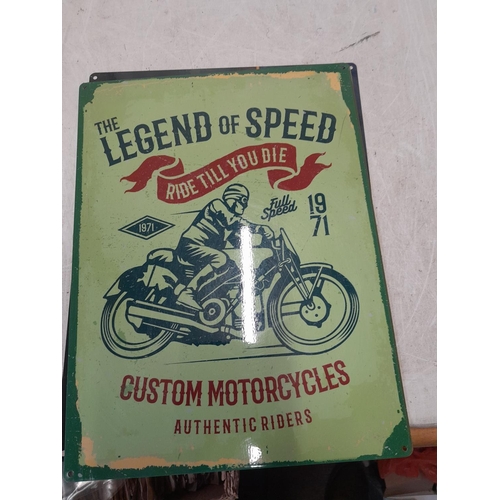 THE
LEGEND OF SPEED
RIDE TILL YOU DIE
Full Speed
19
71
1971
CUSTOM MOTORCYCLES
AUTHENTIC RIDERS